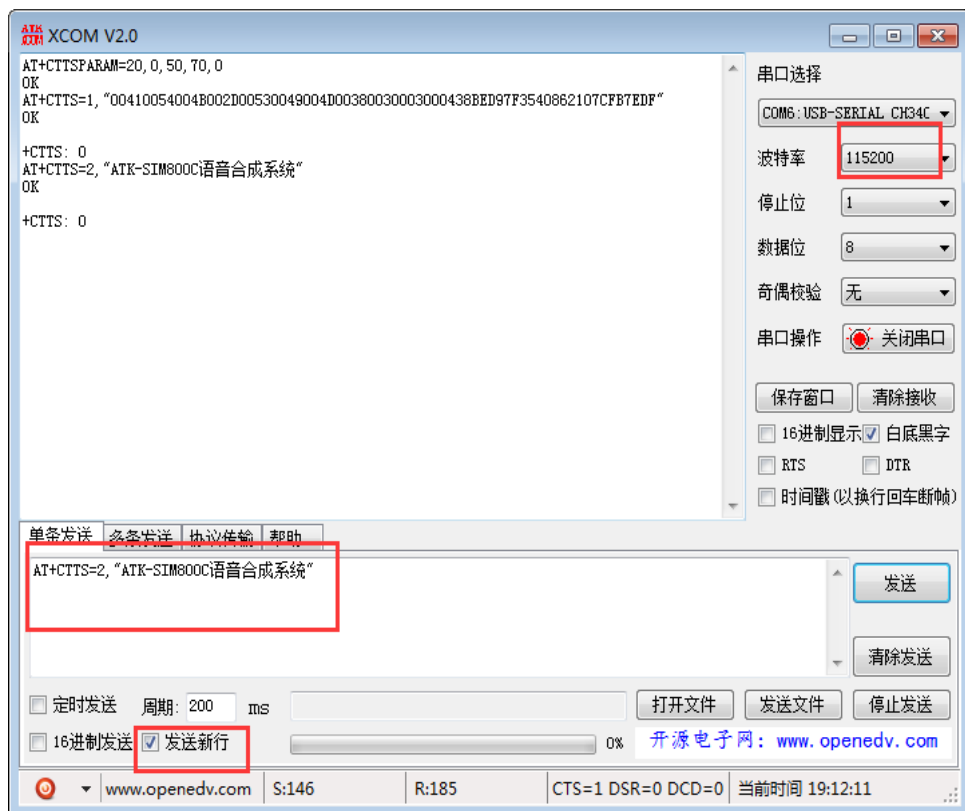 ATK COM XCOM V2.0
AT+CTTSPARAM=20,0,50,70,0
OK
AT+CTTS=1,"00410054004B002D00530049004D00380030003000438BED97F3540862107CFB7EDF"
OK
+CTTS: 0
AT+CTTS=2,"ATK-SIM800C语音合成系统"
OK
+CTTS: 0
串口选择
COM6:USB-SERIAL CH34C
波特率 115200
停止位 1
数据位 8
奇偶校验 无
串口操作 关闭串口
保存窗口 清除接收
16进制显示 白底黑字
RTS DTR
时间戳(以换行回车断帧)
单条发送 多条发送 协议传输 帮助
AT+CTTS=2,"ATK-SIM800C语音合成系统"
发送
清除发送
定时发送 周期: 200 ms 打开文件 发送文件 停止发送
16进制发送 发送新行 0% 开源电子网: www.openedv.com
www.openedv.com S:146 R:185 CTS=1 DSR=0 DCD=0 当前时间 19:12:11